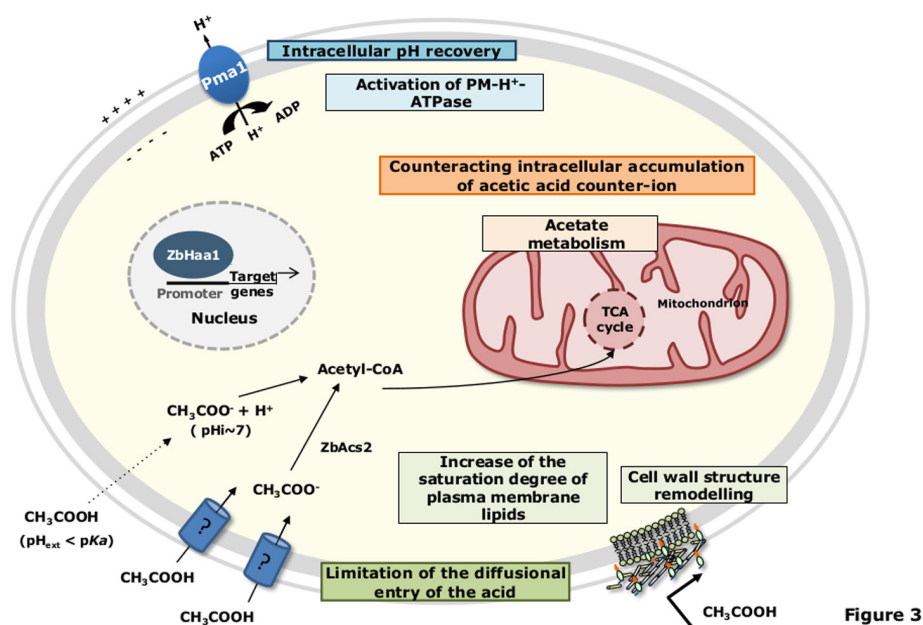 H⁺
Intracellular pH recovery
Pma1
Activation of PM-H⁺-
ATPase
+ + + +
- - - -
ATP
H⁺
ADP
Counteracting intracellular accumulation
of acetic acid counter-ion
Acetate
metabolism
ZbHaa1
Target
genes
Promoter
Nucleus
Mitochondrion
TCA
cycle
Acetyl-CoA
CH₃COO⁻ + H⁺
( pHi~7)
ZbAcs2
Increase of the
saturation degree of
plasma membrane
lipids
Cell wall structure
remodelling
CH₃COO⁻
CH₃COOH
(pHₑₓₜ < pKa)
?
?
CH₃COOH
CH₃COOH
Limitation of the diffusional
entry of the acid
CH₃COOH
Figure 3